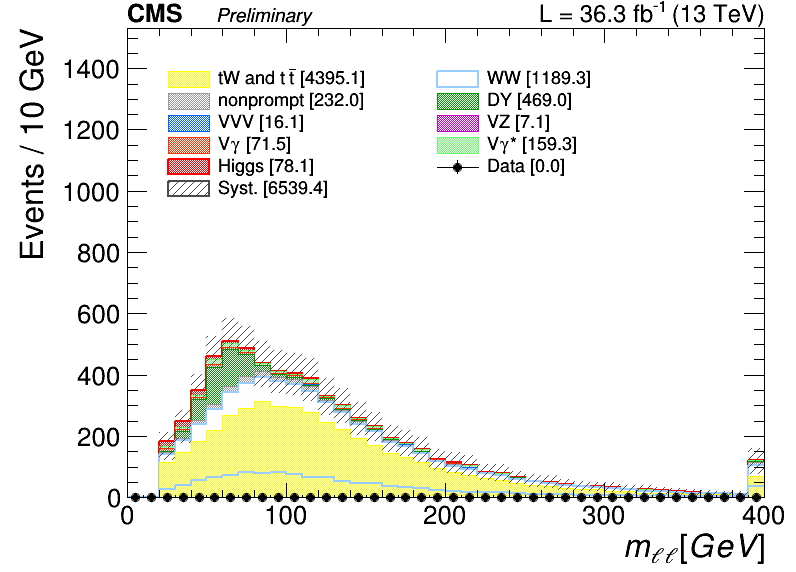 CMS Preliminary L = 36.3 fb⁻¹ (13 TeV)
Events / 10 GeV
1400
1200
1000
800
600
400
200
0
tW and t t̄ [4395.1]
nonprompt [232.0]
VVV [16.1]
Vγ [71.5]
Higgs [78.1]
Syst. [6539.4]
WW [1189.3]
DY [469.0]
VZ [7.1]
Vγ* [159.3]
Data [0.0]
0 100 200 300 400
m_ℓℓ [GeV]